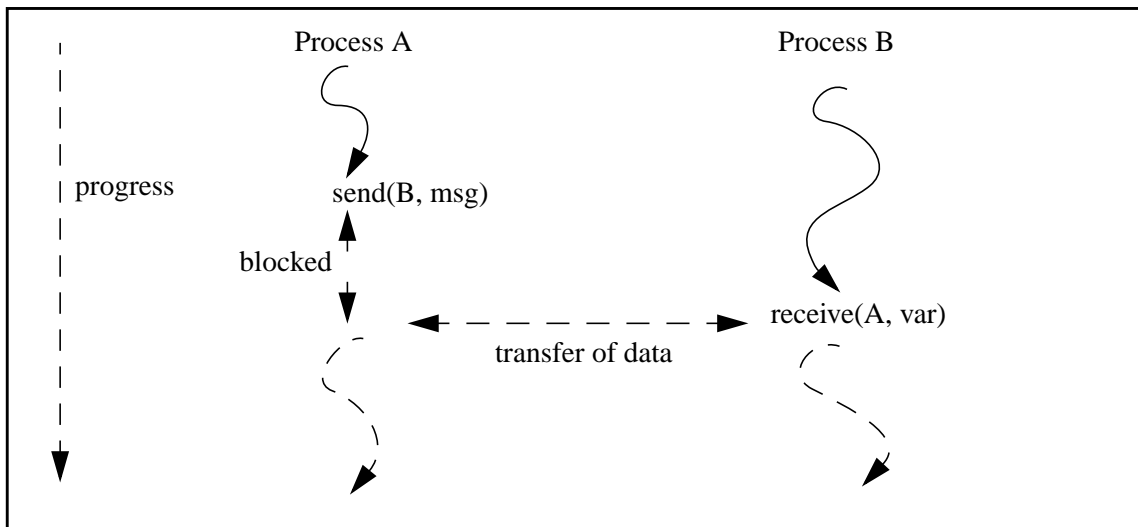 Process A
Process B
progress
send(B, msg)
blocked
receive(A, var)
transfer of data